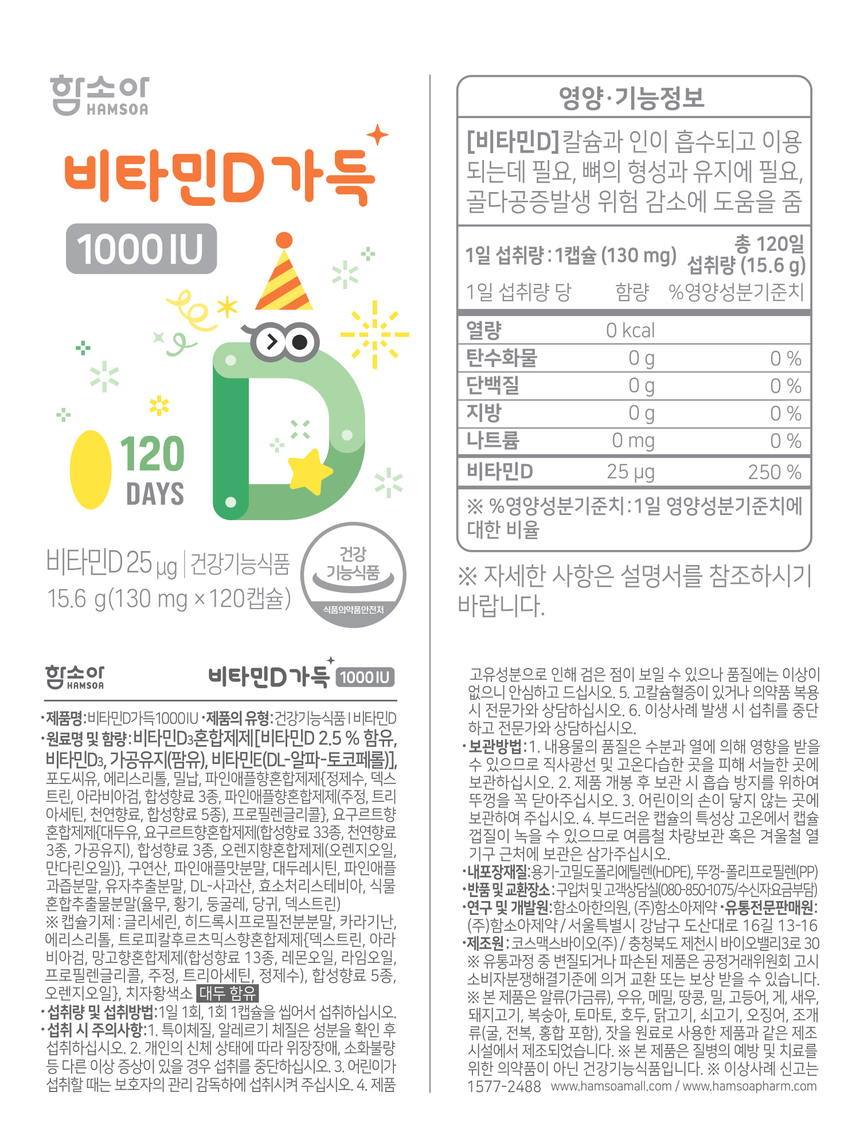 함소아
HAMSOA
비타민D 가득
1000 IU
120
DAYS
비타민D 25 µg | 건강기능식품
15.6 g(130 mg × 120캡슐)
건강
기능식품
식품의약품안전처
영양·기능정보
[비타민D] 칼슘과 인이 흡수되고 이용
되는데 필요, 뼈의 형성과 유지에 필요,
골다공증발생 위험 감소에 도움을 줌
1일 섭취량 : 1캡슐 (130 mg) 총 120일
섭취량 (15.6 g)
1일 섭취량 당 함량 %영양성분기준치
열량 0 kcal
탄수화물 0 g 0 %
단백질 0 g 0 %
지방 0 g 0 %
나트륨 0 mg 0 %
비타민D 25 µg 250 %
※ %영양성분기준치 : 1일 영양성분기준치에
대한 비율
※ 자세한 사항은 설명서를 참조하시기
바랍니다.
함소아
HAMSOA
비타민D 가득 1000 IU
·제품명:비타민D가득1000IU ·제품의 유형:건강기능식품 I 비타민D
·원료명 및 함량:비타민D3혼합제제[비타민D 2.5 % 함유,
비타민D3, 가공유지(팜유), 비타민E(DL-알파-토코페롤)],
포도씨유, 에리스리톨, 밀납, 파인애플향혼합제제{정제수, 덱스
트린, 아라비아검, 합성향료 3종, 파인애플향혼합제제(주정, 트리
아세틴, 천연향료, 합성향료 5종), 프로필렌글리콜}, 요구르트향
혼합제제{대두유, 요구르트향혼합제제(합성향료 33종, 천연향료
3종, 가공유지), 합성향료 3종, 오렌지향혼합제제(오렌지오일,
만다린오일)}, 구연산, 파인애플맛분말, 대두레시틴, 파인애플
과즙분말, 유자추출분말, DL-사과산, 효소처리스테비아, 식물
혼합추출물분말(율무, 황기, 둥굴레, 당귀, 덱스트린)
※ 캡슐기제 : 글리세린, 히드록시프로필전분분말, 카라기난,
에리스리톨, 트로피칼후르츠믹스향혼합제제{덱스트린, 아라
비아검, 망고향혼합제제(합성향료 13종, 레몬오일, 라임오일,
프로필렌글리콜, 주정, 트리아세틴, 정제수), 합성향료 5종,
오렌지오일}, 치자황색소 대두 함유
·섭취량 및 섭취방법:1일 1회, 1회 1캡슐을 씹어서 섭취하십시오.
·섭취 시 주의사항:1. 특이체질, 알레르기 체질은 성분을 확인 후
섭취하십시오. 2. 개인의 신체 상태에 따라 위장장애, 소화불량
등 다른 이상 증상이 있을 경우 섭취를 중단하십시오. 3. 어린이가
섭취할 때는 보호자의 관리 감독하에 섭취시켜 주십시오. 4. 제품
고유성분으로 인해 검은 점이 보일 수 있으나 품질에는 이상이
없으니 안심하고 드십시오. 5. 고칼슘혈증이 있거나 의약품 복용
시 전문가와 상담하십시오. 6. 이상사례 발생 시 섭취를 중단
하고 전문가와 상담하십시오.
·보관방법:1. 내용물의 품질은 수분과 열에 의해 영향을 받을
수 있으므로 직사광선 및 고온다습한 곳을 피해 서늘한 곳에
보관하십시오. 2. 제품 개봉 후 보관 시 흡습 방지를 위하여
뚜껑을 꼭 닫아주십시오. 3. 어린이의 손이 닿지 않는 곳에
보관하여 주십시오. 4. 부드러운 캡슐의 특성상 고온에서 캡슐
껍질이 녹을 수 있으므로 여름철 차량보관 혹은 겨울철 열
기구 근처에 보관은 삼가주십시오.
·내포장재질:용기-고밀도폴리에틸렌(HDPE), 뚜껑-폴리프로필렌(PP)
·반품 및 교환장소:구입처 및 고객상담실(080-850-1075/수신자요금부담)
·연구 및 개발원:함소아한의원, (주)함소아제약 ·유통전문판매원:
(주)함소아제약 / 서울특별시 강남구 도산대로 16길 13-16
·제조원:코스맥스바이오(주) / 충청북도 제천시 바이오밸리3로 30
※ 유통과정 중 변질되거나 파손된 제품은 공정거래위원회 고시
소비자분쟁해결기준에 의거 교환 또는 보상 받을 수 있습니다.
※ 본 제품은 알류(가금류), 우유, 메밀, 땅콩, 밀, 고등어, 게, 새우,
돼지고기, 복숭아, 토마토, 호두, 닭고기, 쇠고기, 오징어, 조개
류(굴, 전복, 홍합 포함), 잣을 원료로 사용한 제품과 같은 제조
시설에서 제조되었습니다. ※ 본 제품은 질병의 예방 및 치료를
위한 의약품이 아닌 건강기능식품입니다. ※ 이상사례 신고는
1577-2488 www.hamsoamall.com / www.hamsoapharm.com